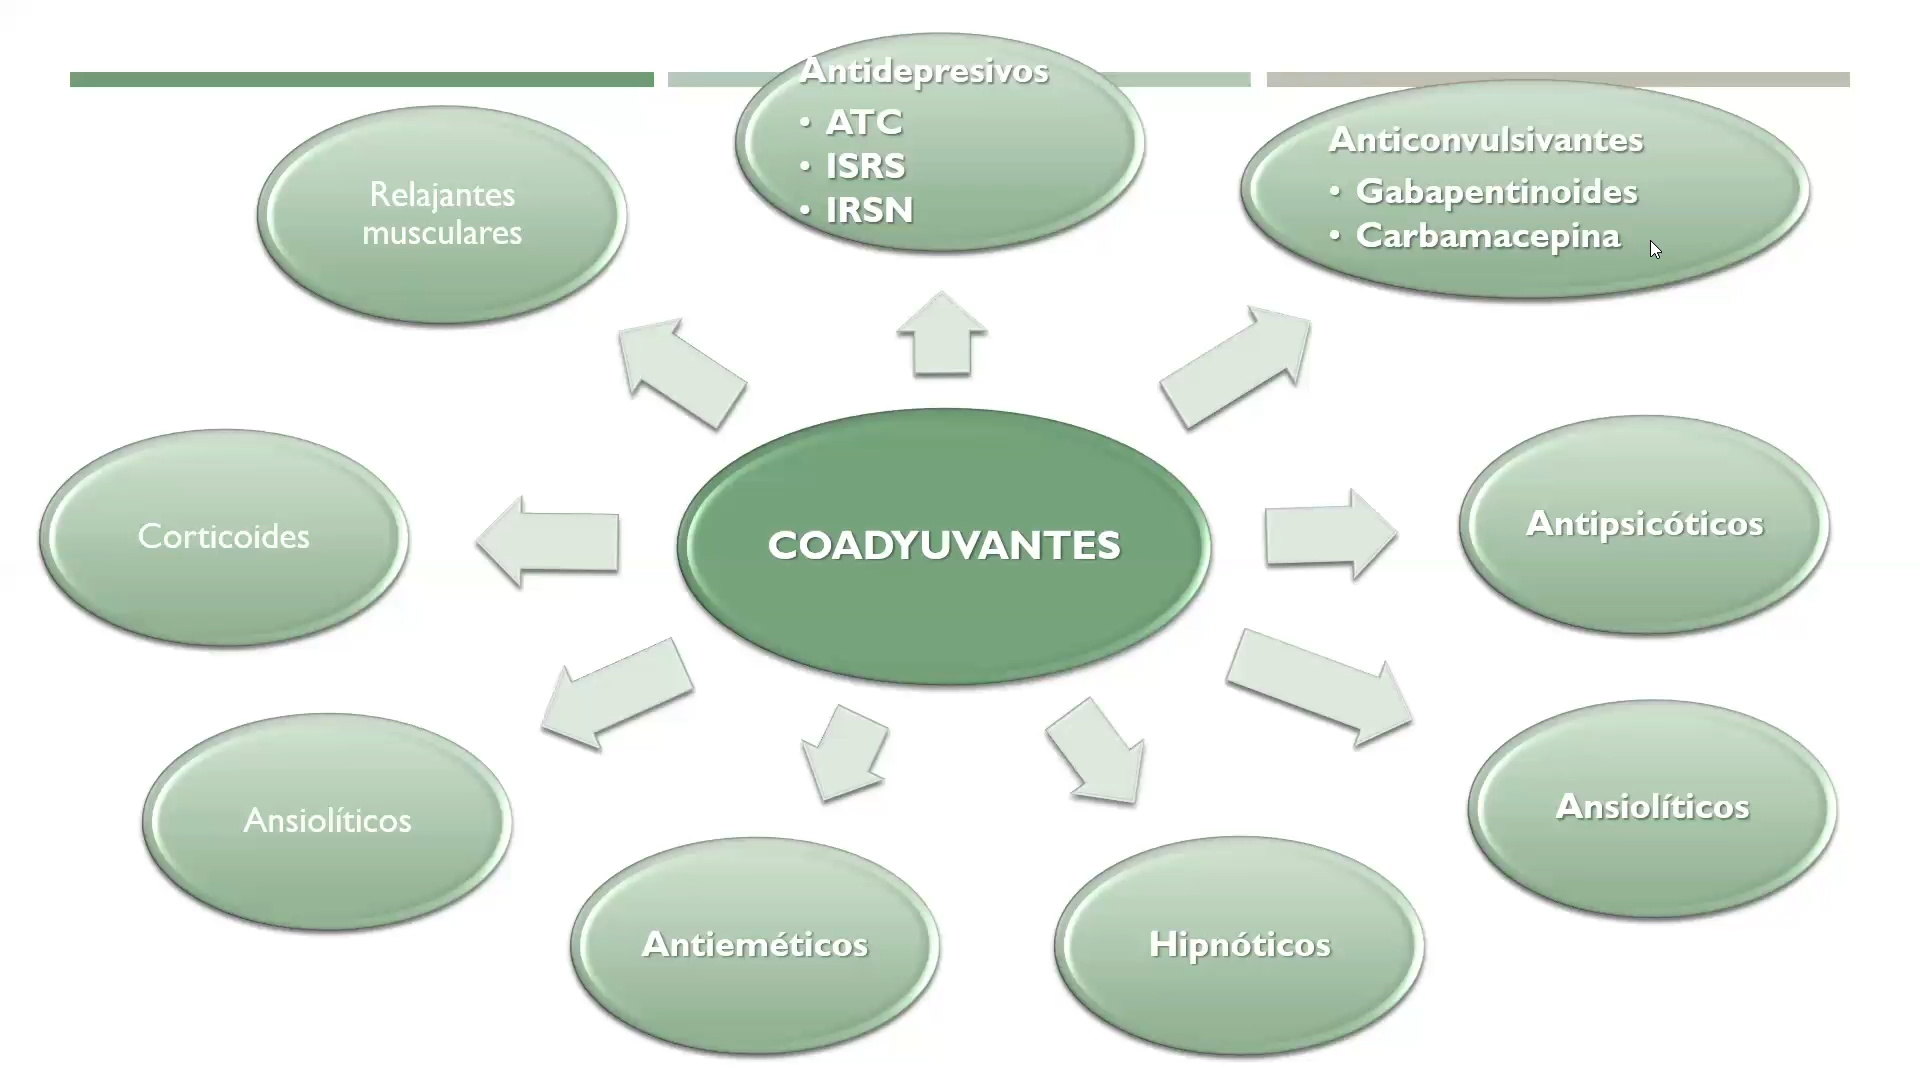 Antidepresivos
• ATC
• ISRS
• IRSN
Anticonvulsivantes
• Gabapentinoides
• Carbamacepina
Relajantes
musculares
Corticoides
COADYUVANTES
Antipsicóticos
Ansiolíticos
Ansiolíticos
Antieméticos
Hipnóticos